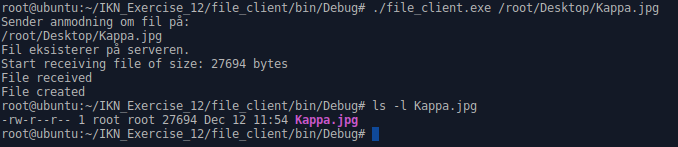 root@ubuntu:~/IKN_Exercise_12/file_client/bin/Debug# ./file_client.exe /root/Desktop/Kappa.jpg
Sender anmodning om fil på:
/root/Desktop/Kappa.jpg
Fil eksisterer på serveren.
Start receiving file of size: 27694 bytes
File received
File created
root@ubuntu:~/IKN_Exercise_12/file_client/bin/Debug# ls -l Kappa.jpg
-rw-r--r-- 1 root root 27694 Dec 12 11:54 Kappa.jpg
root@ubuntu:~/IKN_Exercise_12/file_client/bin/Debug#